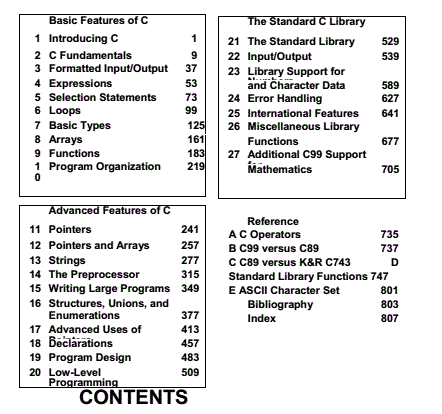 Basic Features of C
1 Introducing C 1
2 C Fundamentals 9
3 Formatted Input/Output 37
4 Expressions 53
5 Selection Statements 73
6 Loops 99
7 Basic Types 125
8 Arrays 161
9 Functions 183
1 Program Organization 219
0
Advanced Features of C
11 Pointers 241
12 Pointers and Arrays 257
13 Strings 277
14 The Preprocessor 315
15 Writing Large Programs 349
16 Structures, Unions, and
Enumerations 377
17 Advanced Uses of 413
18 Declarations 457
19 Program Design 483
20 Low-Level 509
Programming
The Standard C Library
21 The Standard Library 529
22 Input/Output 539
23 Library Support for
and Character Data 589
24 Error Handling 627
25 International Features 641
26 Miscellaneous Library
Functions 677
27 Additional C99 Support
Mathematics 705
Reference
A C Operators 735
B C99 versus C89 737
C C89 versus K&R C743 D
Standard Library Functions 747
E ASCII Character Set 801
Bibliography 803
Index 807
CONTENTS